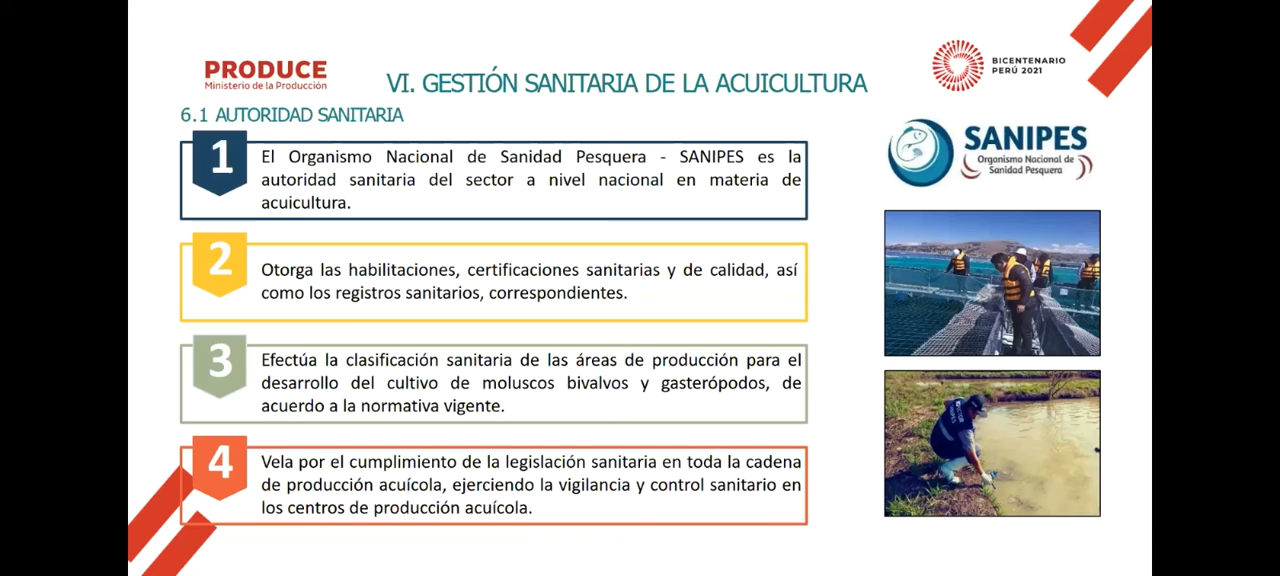 PRODUCE
Ministerio de la Producción
VI. GESTIÓN SANITARIA DE LA ACUICULTURA
BICENTENARIO
PERÚ 2021
6.1 AUTORIDAD SANITARIA
SANIPES
Organismo Nacional de
Sanidad Pesquera
1
El Organismo Nacional de Sanidad Pesquera - SANIPES es la
autoridad sanitaria del sector a nivel nacional en materia de
acuicultura.
2
Otorga las habilitaciones, certificaciones sanitarias y de calidad, así
como los registros sanitarios, correspondientes.
3
Efectúa la clasificación sanitaria de las áreas de producción para el
desarrollo del cultivo de moluscos bivalvos y gasterópodos, de
acuerdo a la normativa vigente.
4
Vela por el cumplimiento de la legislación sanitaria en toda la cadena
de producción acuícola, ejerciendo la vigilancia y control sanitario en
los centros de producción acuícola.